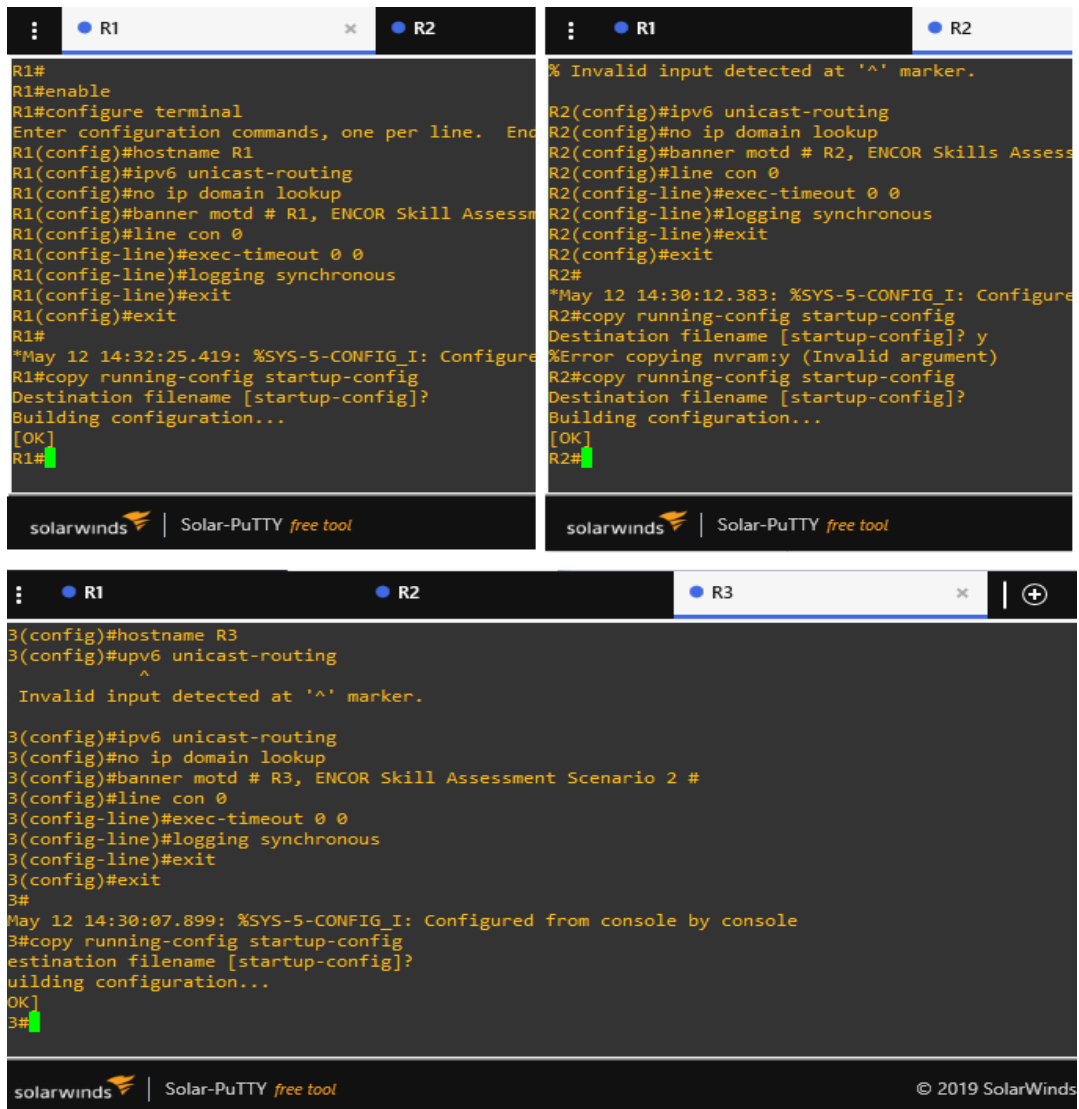 R1 × R2
R1#
R1#enable
R1#configure terminal
Enter configuration commands, one per line. End
R1(config)#hostname R1
R1(config)#ipv6 unicast-routing
R1(config)#no ip domain lookup
R1(config)#banner motd # R1, ENCOR Skill Assessm
R1(config)#line con 0
R1(config-line)#exec-timeout 0 0
R1(config-line)#logging synchronous
R1(config-line)#exit
R1(config)#exit
R1#
*May 12 14:32:25.419: %SYS-5-CONFIG_I: Configure
R1#copy running-config startup-config
Destination filename [startup-config]?
Building configuration...
[OK]
R1#
solarwinds | Solar-PuTTY free tool
R1 R2
% Invalid input detected at '^' marker.
R2(config)#ipv6 unicast-routing
R2(config)#no ip domain lookup
R2(config)#banner motd # R2, ENCOR Skills Assess
R2(config)#line con 0
R2(config-line)#exec-timeout 0 0
R2(config-line)#logging synchronous
R2(config-line)#exit
R2(config)#exit
R2#
*May 12 14:30:12.383: %SYS-5-CONFIG_I: Configure
R2#copy running-config startup-config
Destination filename [startup-config]? y
%Error copying nvram:y (Invalid argument)
R2#copy running-config startup-config
Destination filename [startup-config]?
Building configuration...
[OK]
R2#
solarwinds | Solar-PuTTY free tool
R1 R2 R3 ×
3(config)#hostname R3
3(config)#upv6 unicast-routing
^
Invalid input detected at '^' marker.
3(config)#ipv6 unicast-routing
3(config)#no ip domain lookup
3(config)#banner motd # R3, ENCOR Skill Assessment Scenario 2 #
3(config)#line con 0
3(config-line)#exec-timeout 0 0
3(config-line)#logging synchronous
3(config-line)#exit
3(config)#exit
3#
May 12 14:30:07.899: %SYS-5-CONFIG_I: Configured from console by console
3#copy running-config startup-config
estination filename [startup-config]?
uilding configuration...
OK]
3#
solarwinds | Solar-PuTTY free tool © 2019 SolarWinds